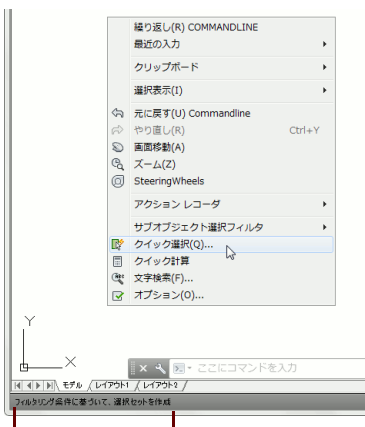 繰り返し(R) COMMANDLINE
最近の入力
クリップボード
選択表示(I)
元に戻す(U) Commandline
やり直し(R) Ctrl+Y
画面移動(A)
ズーム(Z)
SteeringWheels
アクション レコーダ
サブオブジェクト選択フィルタ
クイック選択(Q)...
クイック計算
文字検索(F)...
オプション(O)...
Y
X
ここにコマンドを入力
モデル レイアウト1 レイアウト2
フィルタリング条件に基づいて、選択セットを作成